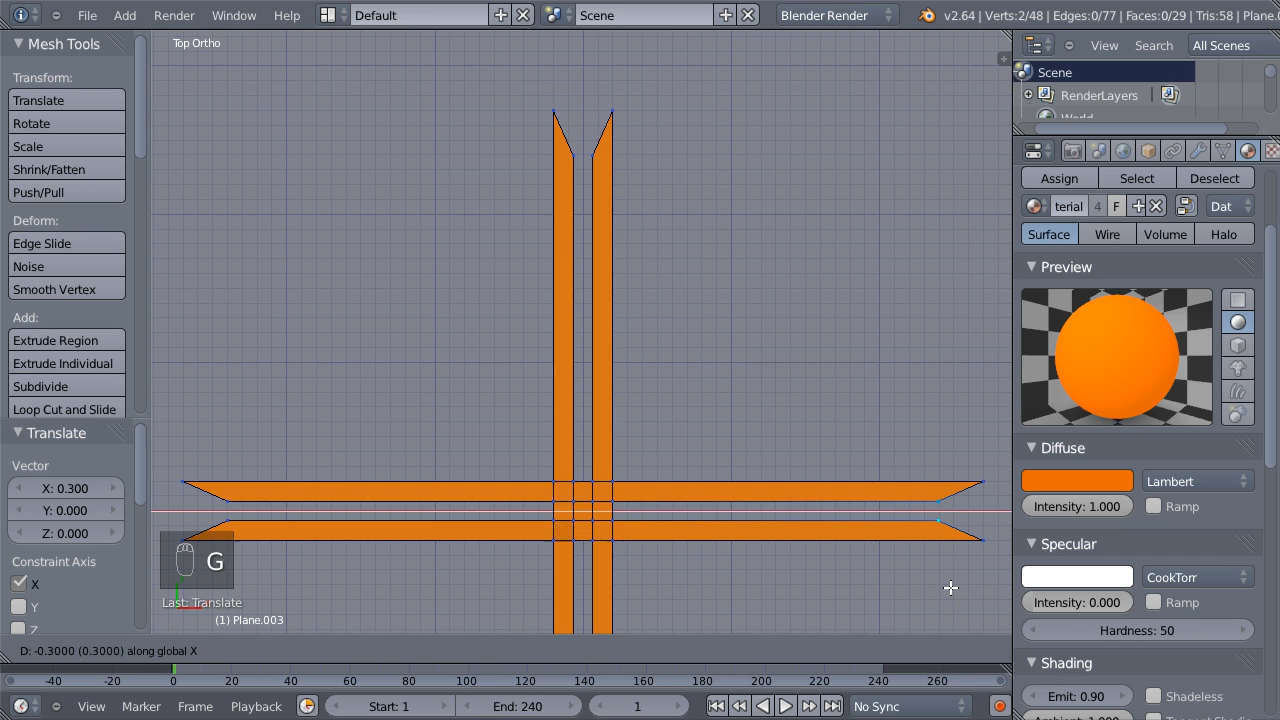 File Add Render Window Help Default Scene Blender Render v2.64 | Verts:2/48 | Edges:0/77 | Faces:0/29 | Tris:58 | Plane.
Mesh Tools
Transform:
Translate
Rotate
Scale
Shrink/Fatten
Push/Pull
Deform:
Edge Slide
Noise
Smooth Vertex
Add:
Extrude Region
Extrude Individual
Subdivide
Loop Cut and Slide
Translate
Vector
X: 0.300
Y: 0.000
Z: 0.000
Constraint Axis
X
Y
Z
Top Ortho
G
Last: Translate
(1) Plane.003
D: -0.3000 (0.3000) along global X
-40 -20 0 20 40 60 80 100 120 140 160 180 200 220 240 260
View Marker Frame Playback Start: 1 End: 240 1 No Sync
View Search All Scenes
Scene
RenderLayers
World
Assign Select Deselect
terial 4 F Dat
Surface Wire Volume Halo
Preview
Diffuse
Lambert
Intensity: 1.000 Ramp
Specular
CookTorr
Intensity: 0.000 Ramp
Hardness: 50
Shading
Emit: 0.90 Shadeless